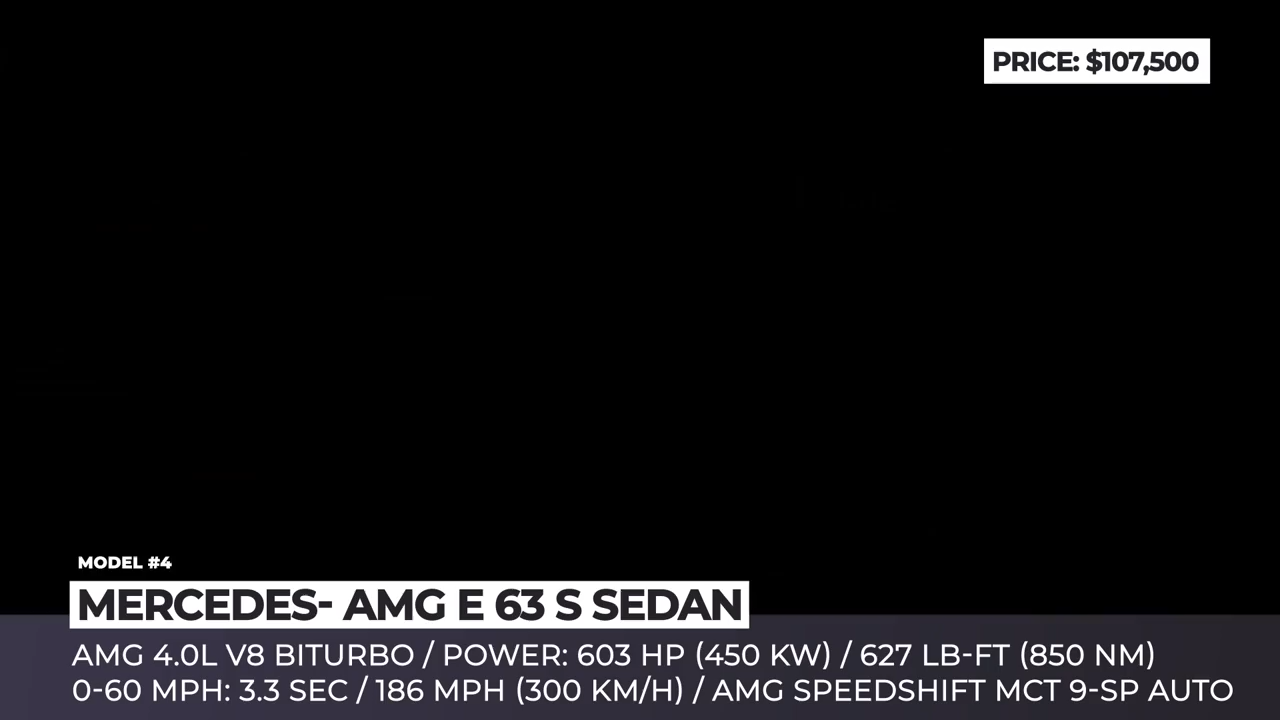 PRICE: $107,500
MODEL #4
MERCEDES- AMG E 63 S SEDAN
AMG 4.0L V8 BITURBO / POWER: 603 HP (450 KW) / 627 LB-FT (850 NM)
0-60 MPH: 3.3 SEC / 186 MPH (300 KM/H) / AMG SPEEDSHIFT MCT 9-SP AUTO